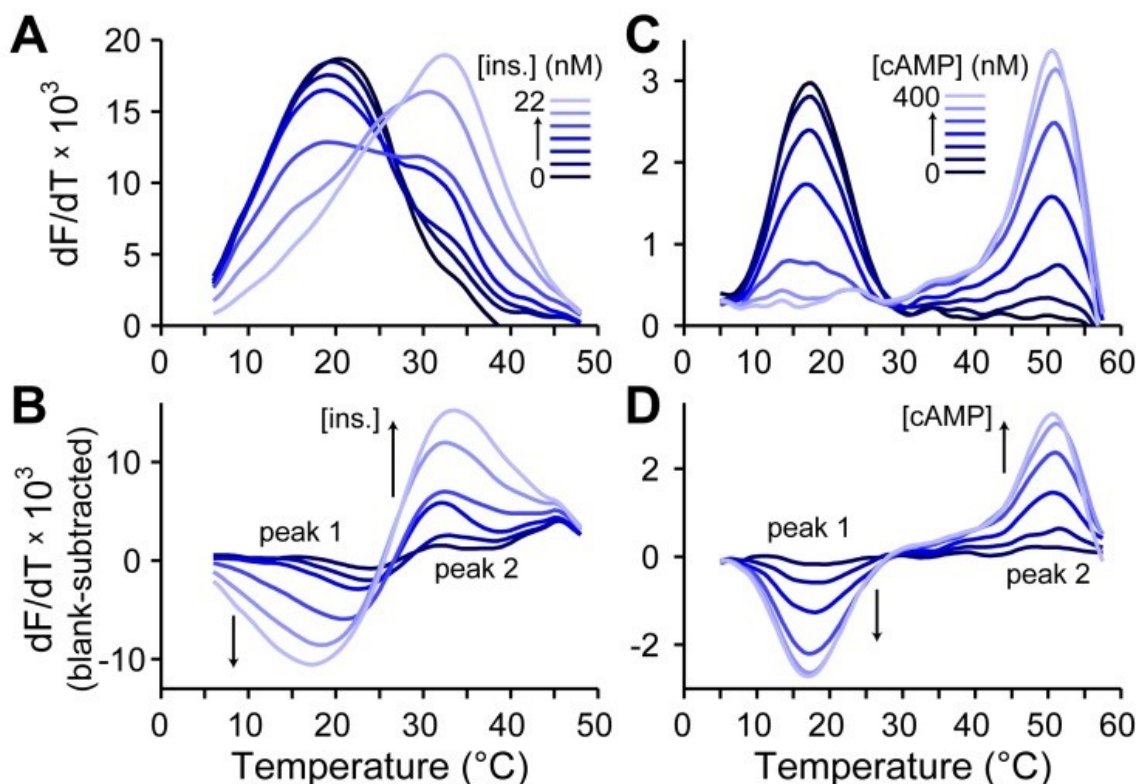 A
20
15
10
5
0
dF/dT × 10³
[ins.] (nM)
22
0
0 10 20 30 40 50
C
3
2
1
0
dF/dT × 10³
[cAMP] (nM)
400
0
0 10 20 30 40 50 60
B
10
0
-10
dF/dT × 10³
(blank-subtracted)
[ins.]
peak 1
peak 2
0 10 20 30 40 50
Temperature (°C)
D
2
0
-2
[cAMP]
peak 1
peak 2
0 10 20 30 40 50 60
Temperature (°C)